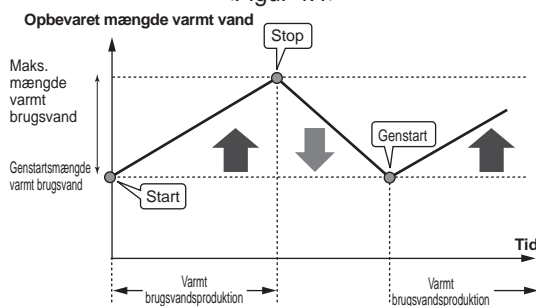 Opbevaret mængde varmt vand
Stop
Maks.
mængde
varmt
brugsvand
Genstart
Genstartsmængde
varmt brugsvand
Start
Tid
Varmt
brugsvandsproduktion
Varmt
brugsvandsproduktion